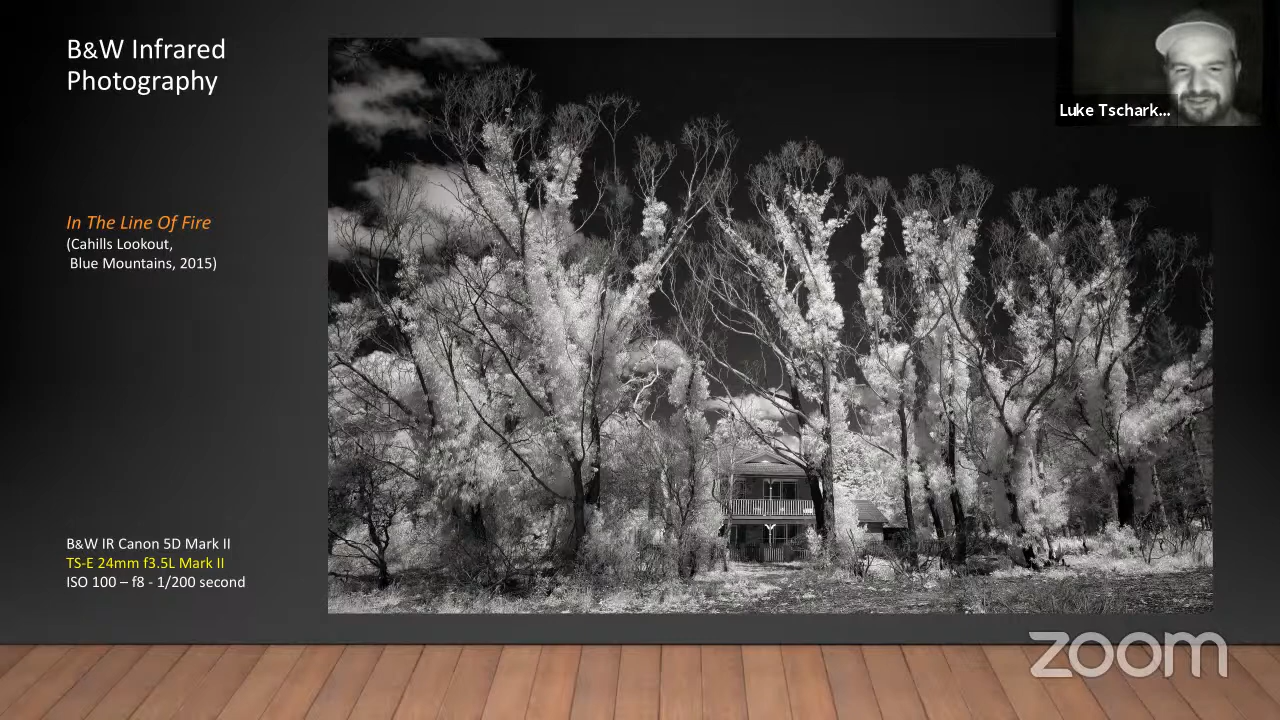 B&W Infrared
Photography
Luke Tschark...
In The Line Of Fire
(Cahills Lookout,
Blue Mountains, 2015)
B&W IR Canon 5D Mark II
TS-E 24mm f3.5L Mark II
ISO 100 – f8 - 1/200 second
zoom